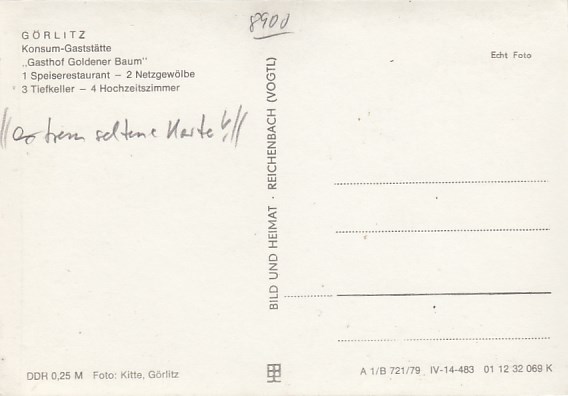 8900
GÖRLITZ
Konsum-Gaststätte
„Gasthof Goldener Baum"
1 Speiserestaurant – 2 Netzgewölbe
3 Tiefkeller – 4 Hochzeitszimmer
Echt Foto
extrem seltene Karte!
BILD UND HEIMAT · REICHENBACH (VOGTL)
DDR 0,25 M Foto: Kitte, Görlitz
A 1/B 721/79 IV-14-483 01 12 32 069 K